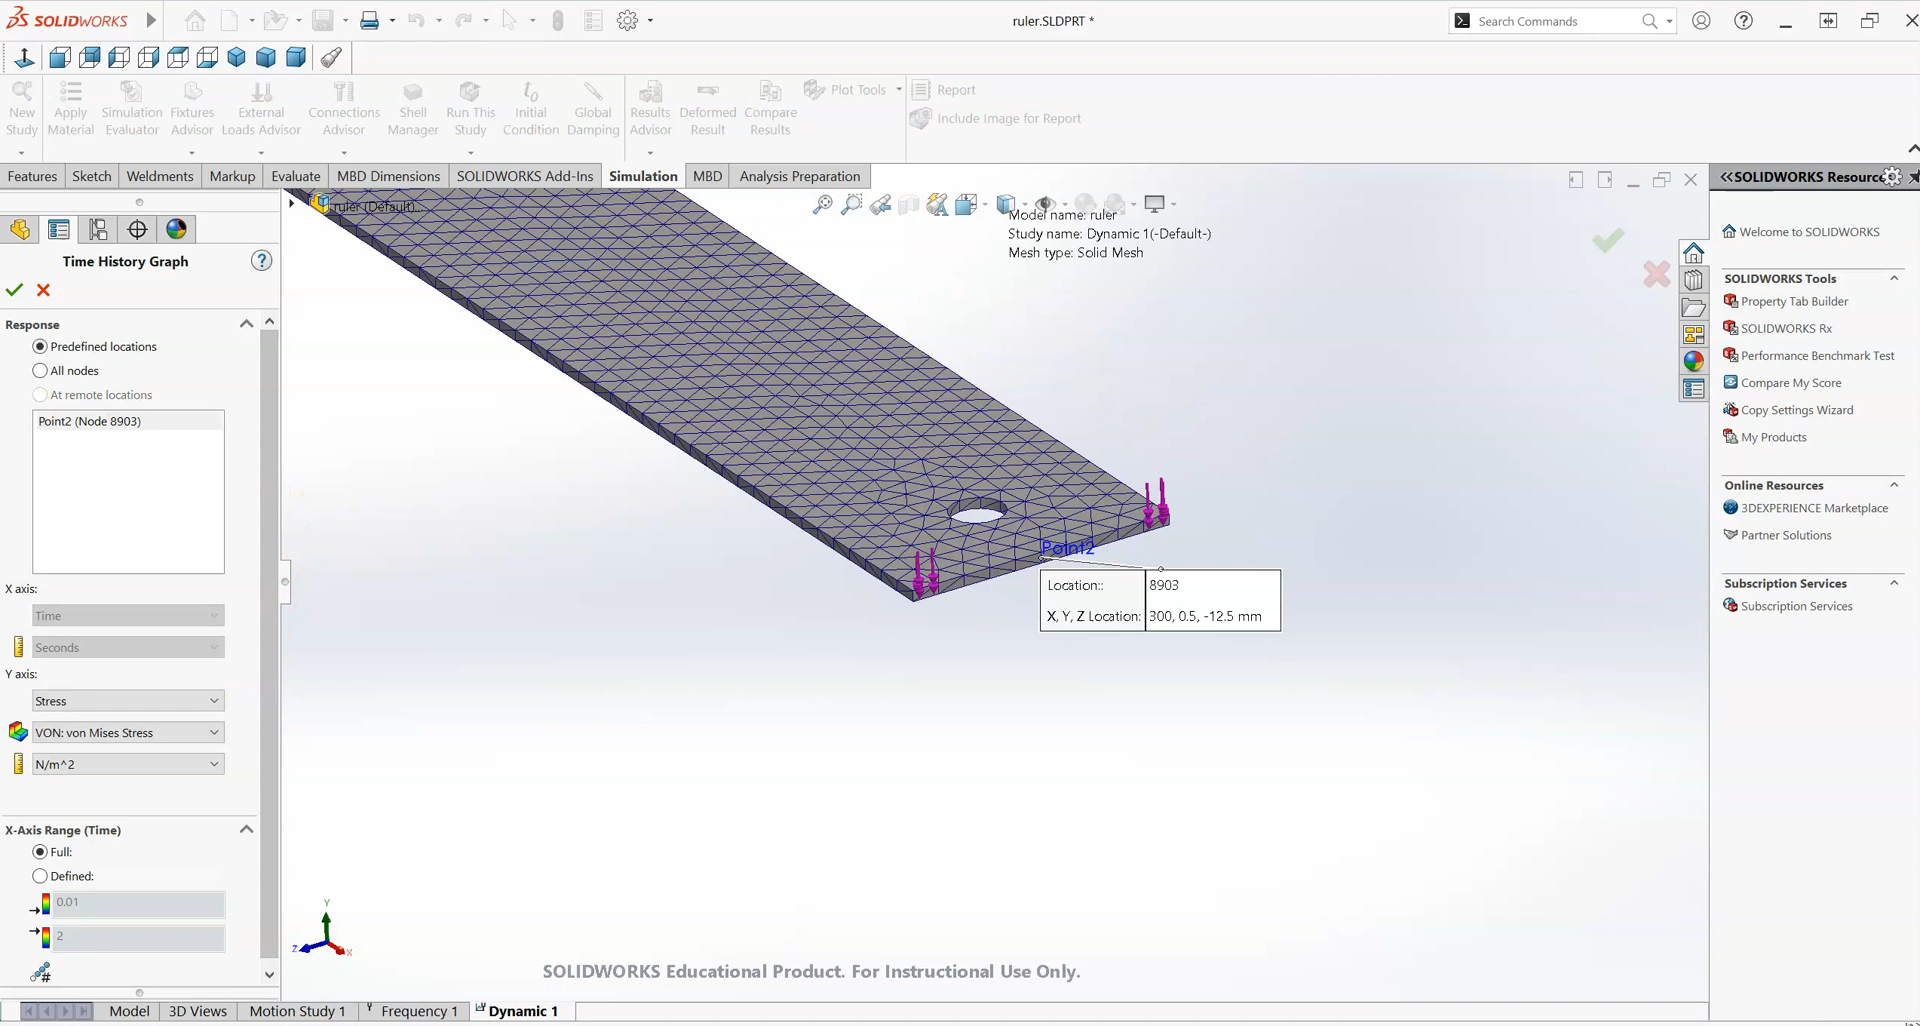 SOLIDWORKS
ruler.SLDPRT *
Search Commands
New Study
Apply Material
Simulation Evaluator
Fixtures Advisor
External Loads Advisor
Connections Advisor
Shell Manager
Run This Study
Initial Condition
Global Damping
Results Advisor
Deformed Result
Compare Results
Plot Tools
Report
Include Image for Report
Features
Sketch
Weldments
Markup
Evaluate
MBD Dimensions
SOLIDWORKS Add-Ins
Simulation
MBD
Analysis Preparation
Time History Graph
Response
Predefined locations
All nodes
At remote locations
Point2 (Node 8903)
X axis:
Time
Seconds
Y axis:
Stress
VON: von Mises Stress
N/m^2
X-Axis Range (Time)
Full:
Defined:
0.01
2
ruler (Default)...
Model name: ruler
Study name: Dynamic 1(-Default-)
Mesh type: Solid Mesh
Point2
Location:: 8903
X, Y, Z Location: 300, 0.5, -12.5 mm
Y
Z
X
SOLIDWORKS Educational Product. For Instructional Use Only.
SOLIDWORKS Resource
Welcome to SOLIDWORKS
SOLIDWORKS Tools
Property Tab Builder
SOLIDWORKS Rx
Performance Benchmark Test
Compare My Score
Copy Settings Wizard
My Products
Online Resources
3DEXPERIENCE Marketplace
Partner Solutions
Subscription Services
Subscription Services
Model
3D Views
Motion Study 1
Frequency 1
Dynamic 1